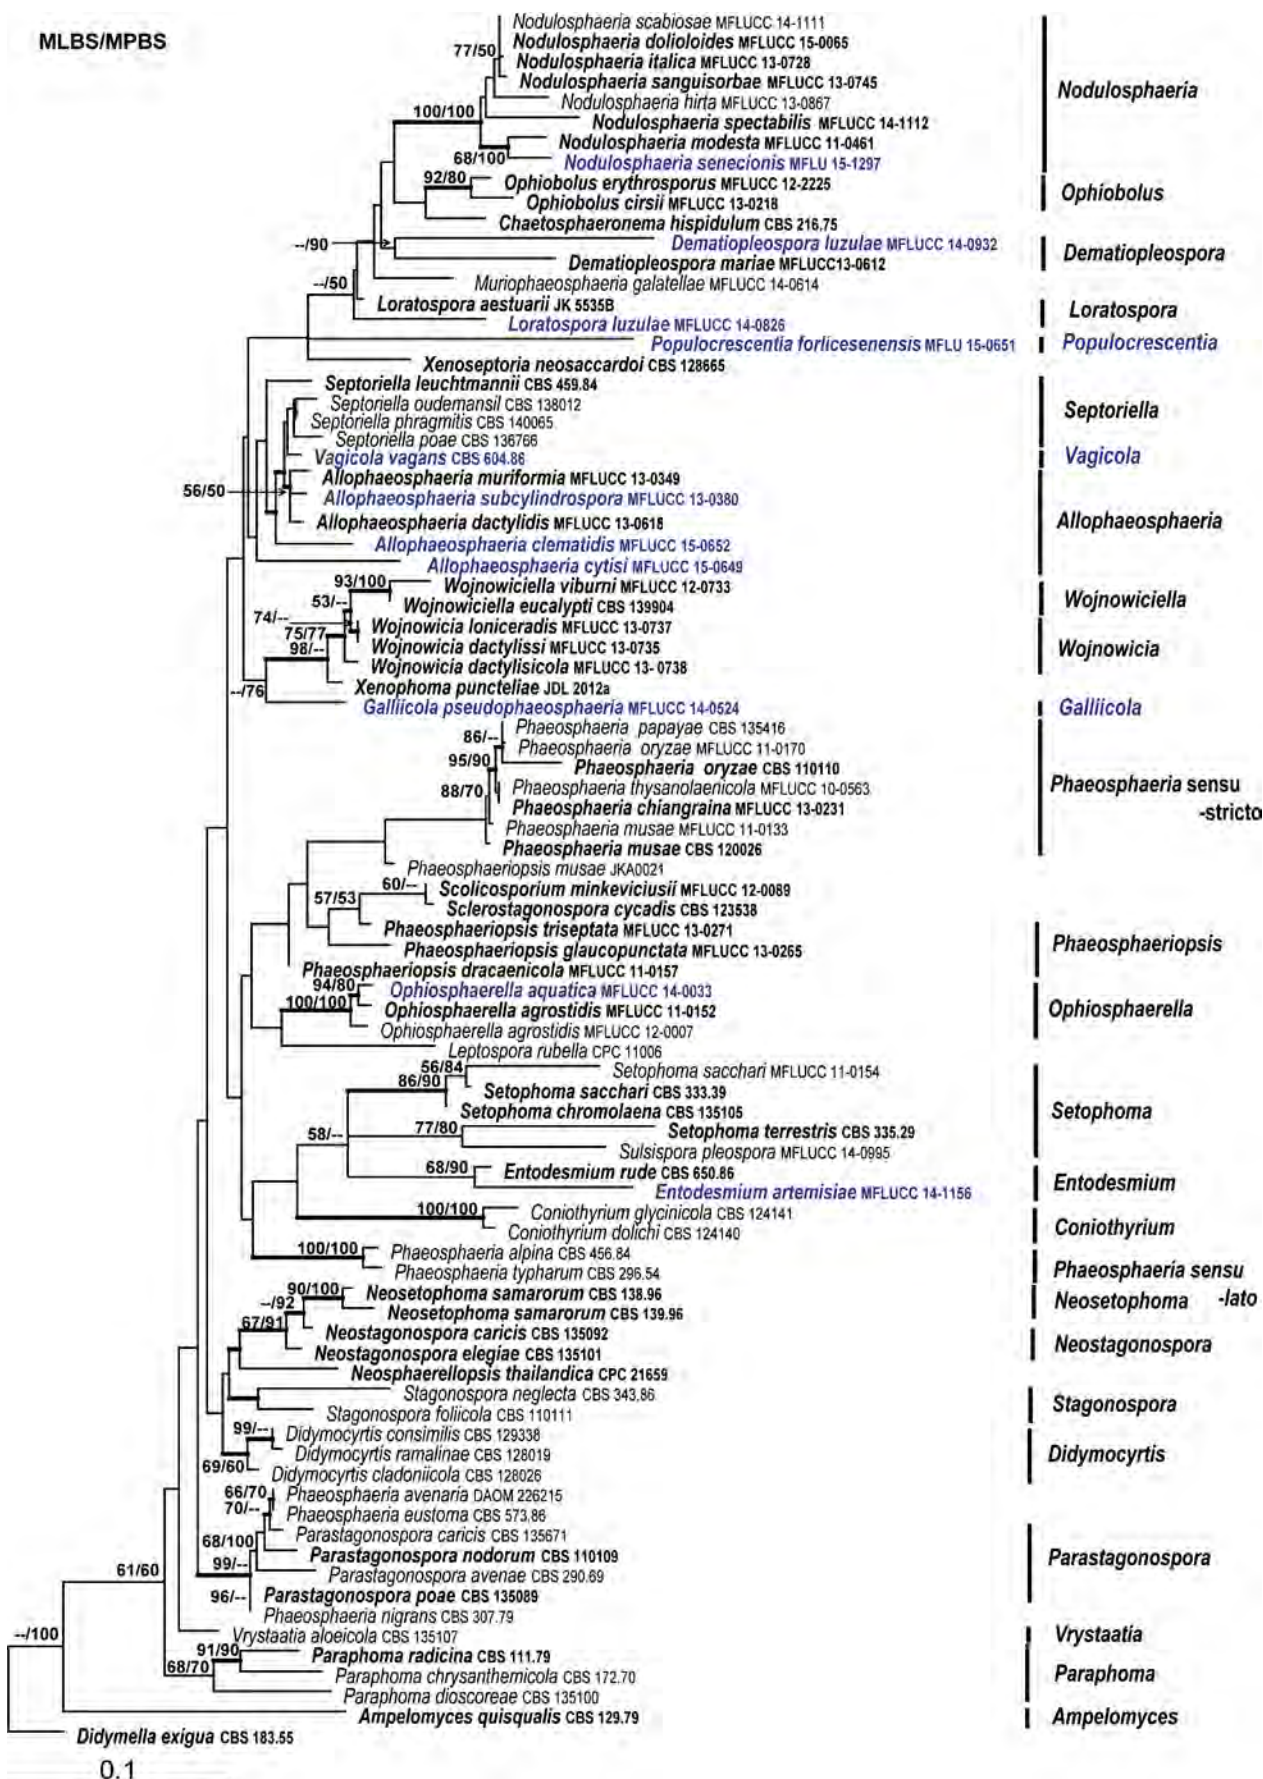 Nodulosphaeria scabiosae MFLUCC 14-1111
MLBS/MPBS
Nodulosphaeria dolioloides MFLUCC 15-0065
77/50
Nodulosphaeria italica MFLUCC 13-0728
Nodulosphaeria sanguisorbae MFLUCC 13-0745
Nodulosphaeria
Nodulosphaeria hirta MFLUCC 13-0867
100/100
Nodulosphaeria spectabilis MFLUCC 14-1112
Nodulosphaeria modesta MFLUCC 11-0461
68/100
Nodulosphaeria senecionis MFLU 15-1297
92/80
Ophiobolus erythrosporus MFLUCC 12-2225
Ophiobolus
Ophiobolus cirsii MFLUCC 13-0218
Chaetosphaeronema hispidulum CBS 216.75
--/90
Dematiopleospora luzulae MFLUCC 14-0932
Dematiopleospora
Dematiopleospora mariae MFLUCC13-0612
--/50
Muriophaeosphaeria galatellae MFLUCC 14-0614
Loratospora aestuarii JK 5535B
Loratospora
Loratospora luzulae MFLUCC 14-0826
Populocrescentia forlicesenensis MFLU 15-0651
Populocrescentia
Xenoseptoria neosaccardoi CBS 128665
Septoriella leuchtmannii CBS 459.84
Septoriella oudemansil CBS 138012
Septoriella
Septoriella phragmitis CBS 140065
Septoriella poae CBS 136766
Vagicola vagans CBS 604.86
Vagicola
Allophaeosphaeria muriformia MFLUCC 13-0349
56/50
Allophaeosphaeria subcylindrospora MFLUCC 13-0380
Allophaeosphaeria dactylidis MFLUCC 13-0618
Allophaeosphaeria
Allophaeosphaeria clematidis MFLUCC 15-0652
Allophaeosphaeria cytisi MFLUCC 15-0649
93/100
Wojnowiciella viburni MFLUCC 12-0733
53/--
Wojnowiciella eucalypti CBS 139904
Wojnowiciella
74/--
Wojnowicia loniceradis MFLUCC 13-0737
75/77
Wojnowicia dactylissi MFLUCC 13-0735
Wojnowicia
98/--
Wojnowicia dactylisicola MFLUCC 13- 0738
Xenophoma puncteliae JDL 2012a
--/76
Galliicola pseudophaeosphaeria MFLUCC 14-0524
Galliicola
Phaeosphaeria papayae CBS 135416
86/--
Phaeosphaeria oryzae MFLUCC 11-0170
95/90
Phaeosphaeria oryzae CBS 110110
88/70
Phaeosphaeria thysanolaenicola MFLUCC 10-0563
Phaeosphaeria sensu
-stricto
Phaeosphaeria chiangraina MFLUCC 13-0231
Phaeosphaeria musae MFLUCC 11-0133
Phaeosphaeria musae CBS 120026
Phaeosphaeriopsis musae JKA0021
60/--
Scolicosporium minkeviciusii MFLUCC 12-0089
57/53
Sclerostagonospora cycadis CBS 123538
Phaeosphaeriopsis triseptata MFLUCC 13-0271
Phaeosphaeriopsis
Phaeosphaeriopsis glaucopunctata MFLUCC 13-0265
Phaeosphaeriopsis dracaenicola MFLUCC 11-0157
94/80
Ophiosphaerella aquatica MFLUCC 14-0033
100/100
Ophiosphaerella agrostidis MFLUCC 11-0152
Ophiosphaerella
Ophiosphaerella agrostidis MFLUCC 12-0007
Leptospora rubella CPC 11006
56/84
Setophoma sacchari MFLUCC 11-0154
86/90
Setophoma sacchari CBS 333.39
Setophoma chromolaena CBS 135105
Setophoma
77/80
Setophoma terrestris CBS 335.29
58/--
Sulsispora pleospora MFLUCC 14-0995
68/90
Entodesmium rude CBS 650.86
Entodesmium
Entodesmium artemisiae MFLUCC 14-1156
100/100
Coniothyrium glycinicola CBS 124141
Coniothyrium
Coniothyrium dolichi CBS 124140
100/100
Phaeosphaeria alpina CBS 456.84
Phaeosphaeria typharum CBS 296.54
Phaeosphaeria sensu
-lato
90/100
Neosetophoma samarorum CBS 138.96
Neosetophoma
--/92
Neosetophoma samarorum CBS 139.96
67/91
Neostagonospora caricis CBS 135092
Neostagonospora
Neostagonospora elegiae CBS 135101
Neosphaerellopsis thailandica CPC 21659
Stagonospora neglecta CBS 343.86
Stagonospora
Stagonospora foliicola CBS 110111
99/--
Didymocyrtis consimilis CBS 129338
Didymocyrtis ramalinae CBS 128019
Didymocyrtis
69/60
Didymocyrtis cladoniicola CBS 128026
66/70
Phaeosphaeria avenaria DAOM 226215
70/--
Phaeosphaeria eustoma CBS 573.86
Parastagonospora caricis CBS 135671
68/100
Parastagonospora nodorum CBS 110109
Parastagonospora
99/--
Parastagonospora avenae CBS 290.69
61/60
96/--
Parastagonospora poae CBS 135089
Phaeosphaeria nigrans CBS 307.79
--/100
Vrystaatia aloeicola CBS 135107
Vrystaatia
91/90
Paraphoma radicina CBS 111.79
68/70
Paraphoma chrysanthemicola CBS 172.70
Paraphoma
Paraphoma dioscoreae CBS 135100
Ampelomyces quisqualis CBS 129.79
Ampelomyces
Didymella exigua CBS 183.55
0.1